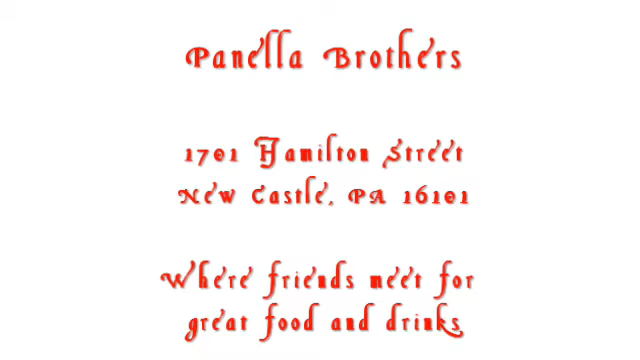 Panella Brothers
1701 Hamilton Street
New Castle, PA 16101
Where friends meet for
great food and drinks